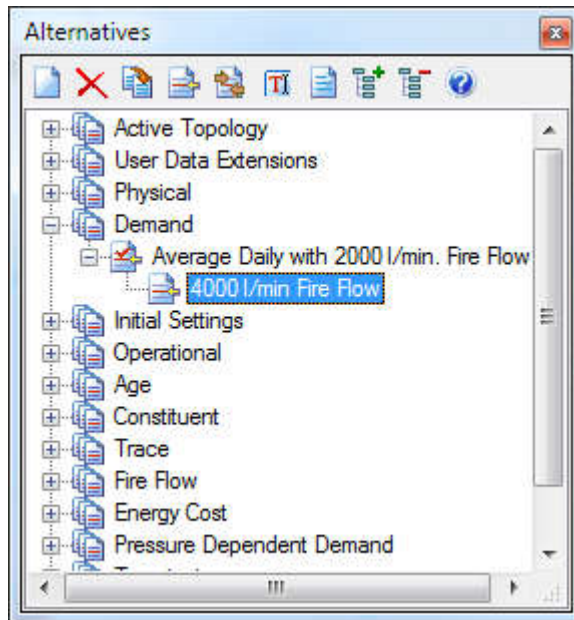 Alternatives
Active Topology
User Data Extensions
Physical
Demand
Average Daily with 2000 l/min. Fire Flow
4000 l/min Fire Flow
Initial Settings
Operational
Age
Constituent
Trace
Fire Flow
Energy Cost
Pressure Dependent Demand